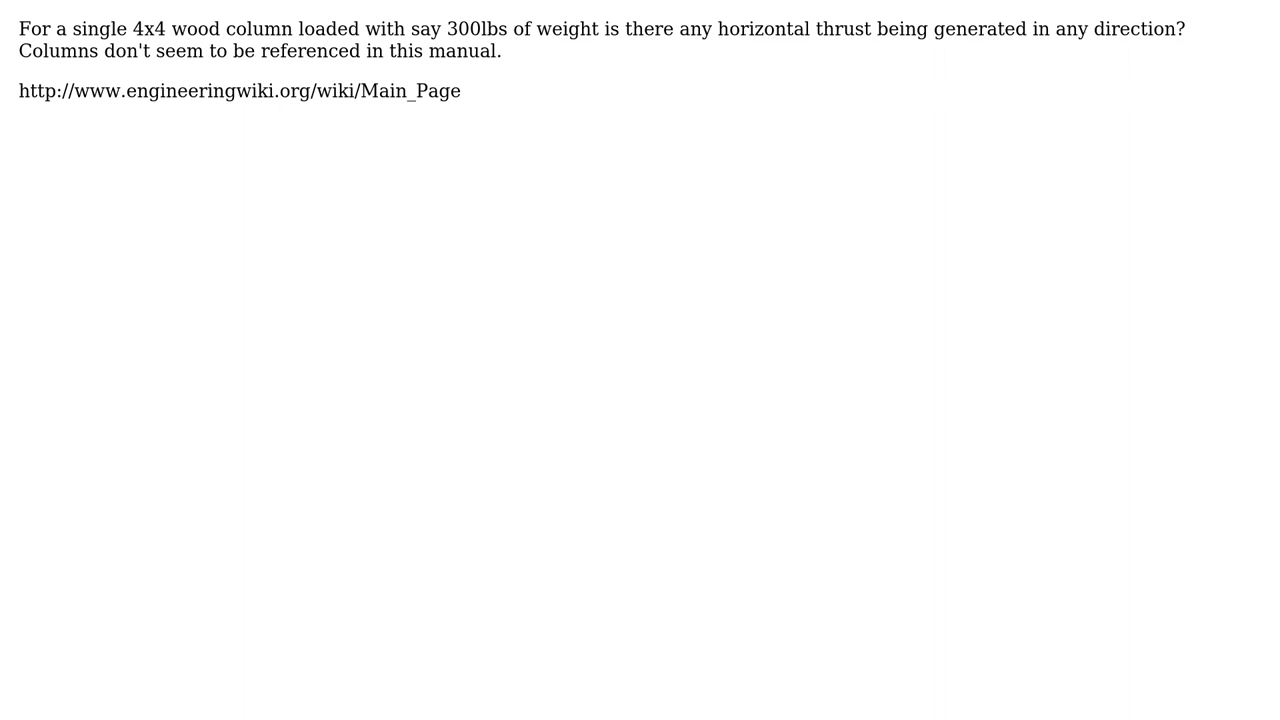 For a single 4x4 wood column loaded with say 300lbs of weight is there any horizontal thrust being generated in any direction?
Columns don't seem to be referenced in this manual.
http://www.engineeringwiki.org/wiki/Main_Page